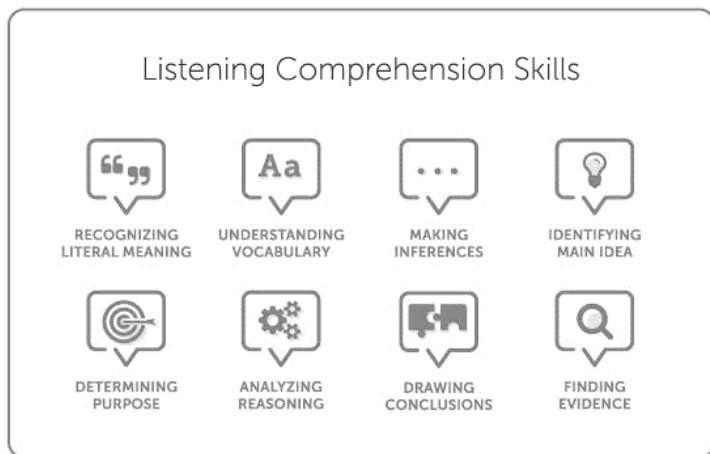 Listening Comprehension Skills
“ ”
Aa
...
RECOGNIZING
LITERAL MEANING
UNDERSTANDING
VOCABULARY
MAKING
INFERENCES
IDENTIFYING
MAIN IDEA
DETERMINING
PURPOSE
ANALYZING
REASONING
DRAWING
CONCLUSIONS
FINDING
EVIDENCE